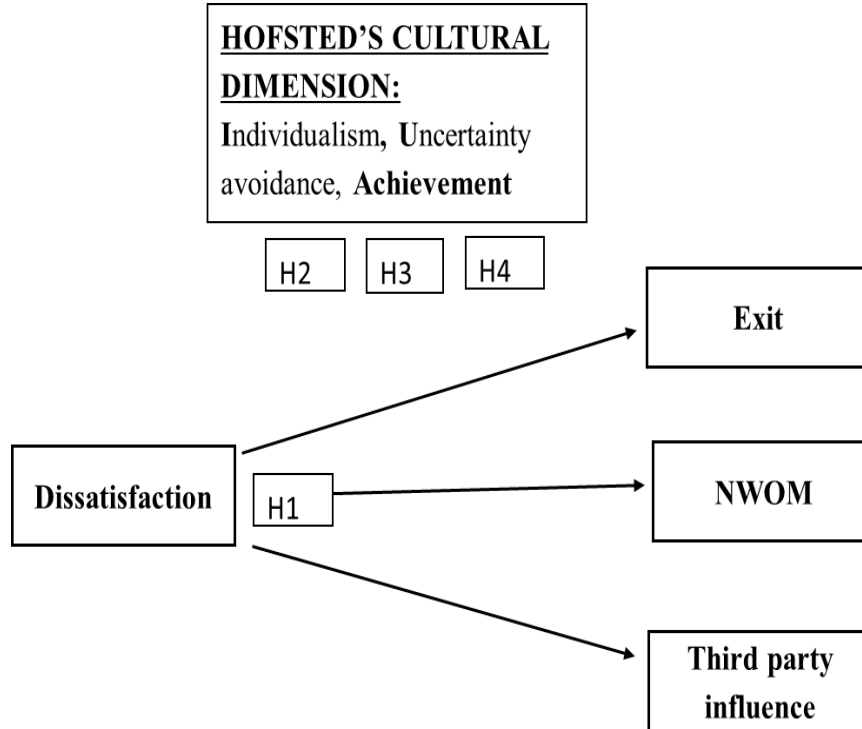 HOFSTED’S CULTURAL
DIMENSION:
Individualism, Uncertainty
avoidance, Achievement
H2
H3
H4
Exit
Dissatisfaction
H1
NWOM
Third party
influence